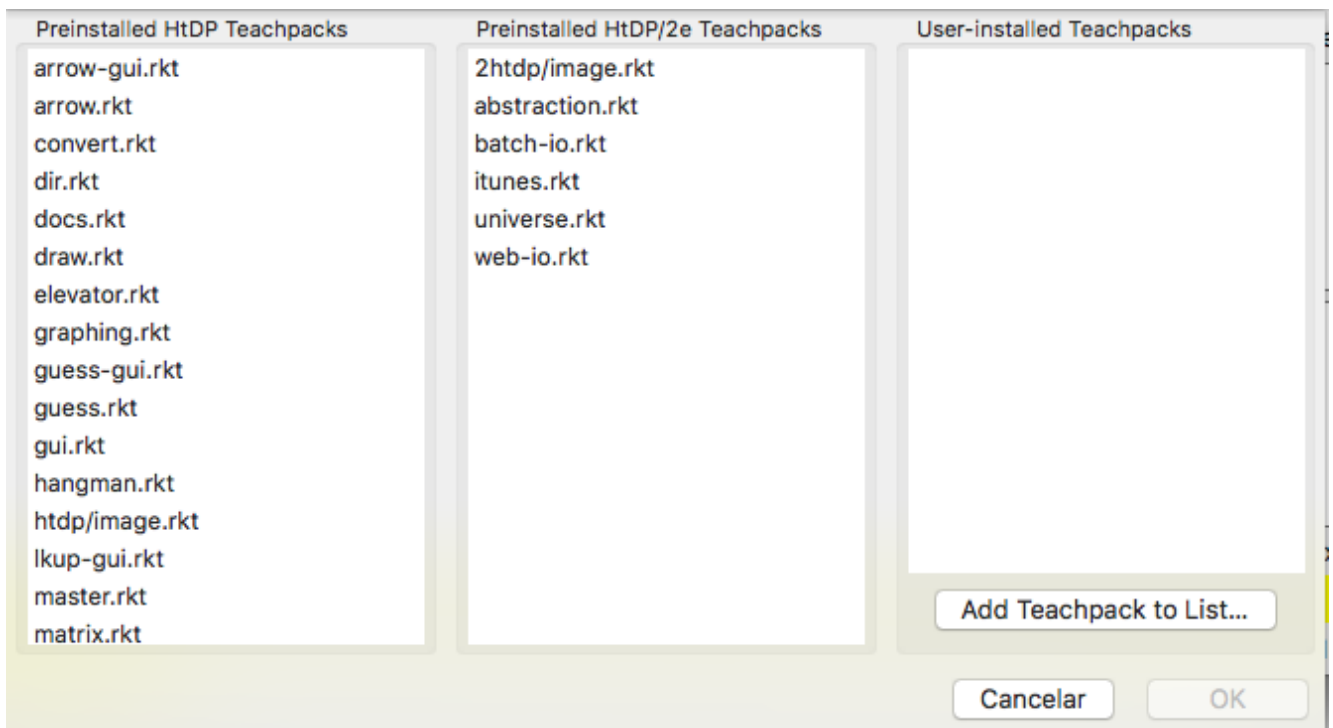 Preinstalled HtDP Teachpacks
arrow-gui.rkt
arrow.rkt
convert.rkt
dir.rkt
docs.rkt
draw.rkt
elevator.rkt
graphing.rkt
guess-gui.rkt
guess.rkt
gui.rkt
hangman.rkt
htdp/image.rkt
lkup-gui.rkt
master.rkt
matrix.rkt
Preinstalled HtDP/2e Teachpacks
2htdp/image.rkt
abstraction.rkt
batch-io.rkt
itunes.rkt
universe.rkt
web-io.rkt
User-installed Teachpacks
Add Teachpack to List...
Cancelar
OK